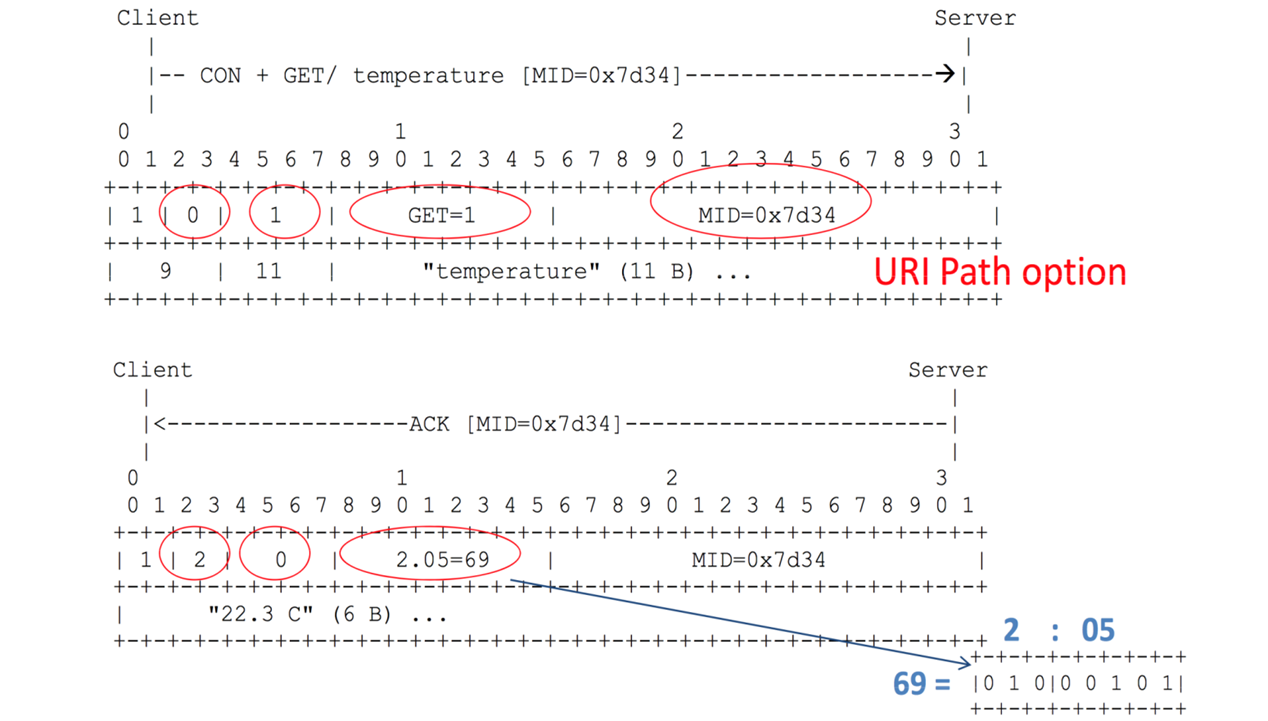 Client Server
| |
|-- CON + GET/ temperature [MID=0x7d34]------------------→|
| |
0 1 2 3
0 1 2 3 4 5 6 7 8 9 0 1 2 3 4 5 6 7 8 9 0 1 2 3 4 5 6 7 8 9 0 1
+-+-+-+-+-+-+-+-+-+-+-+-+-+-+-+-+-+-+-+-+-+-+-+-+-+-+-+-+-+-+-+-+
| 1 | 0 | 1 | GET=1 | MID=0x7d34 |
+-+-+-+-+-+-+-+-+-+-+-+-+-+-+-+-+-+-+-+-+-+-+-+-+-+-+-+-+-+-+-+-+
| 9 | 11 | "temperature" (11 B) ... URI Path option
+-+-+-+-+-+-+-+-+-+-+-+-+-+-+-+-+-+-+-+-+-+-+-+-+-+-+-+-+-+-+-+-+
Client Server
| |
|<------------------ACK [MID=0x7d34]------------------------|
| |
0 1 2 3
0 1 2 3 4 5 6 7 8 9 0 1 2 3 4 5 6 7 8 9 0 1 2 3 4 5 6 7 8 9 0 1
+-+-+-+-+-+-+-+-+-+-+-+-+-+-+-+-+-+-+-+-+-+-+-+-+-+-+-+-+-+-+-+-+
| 1 | 2 | 0 | 2.05=69 | MID=0x7d34 |
+-+-+-+-+-+-+-+-+-+-+-+-+-+-+-+-+-+-+-+-+-+-+-+-+-+-+-+-+-+-+-+-+
| "22.3 C" (6 B) ...
+-+-+-+-+-+-+-+-+-+-+-+-+-+-+-+-+-+-+-+-+-+-+-+-+-+-+-+-+-+-+-+-+
2 : 05
+-+-+-+-+-+-+-+-+
69 = |0 1 0|0 0 1 0 1|
+-+-+-+-+-+-+-+-+